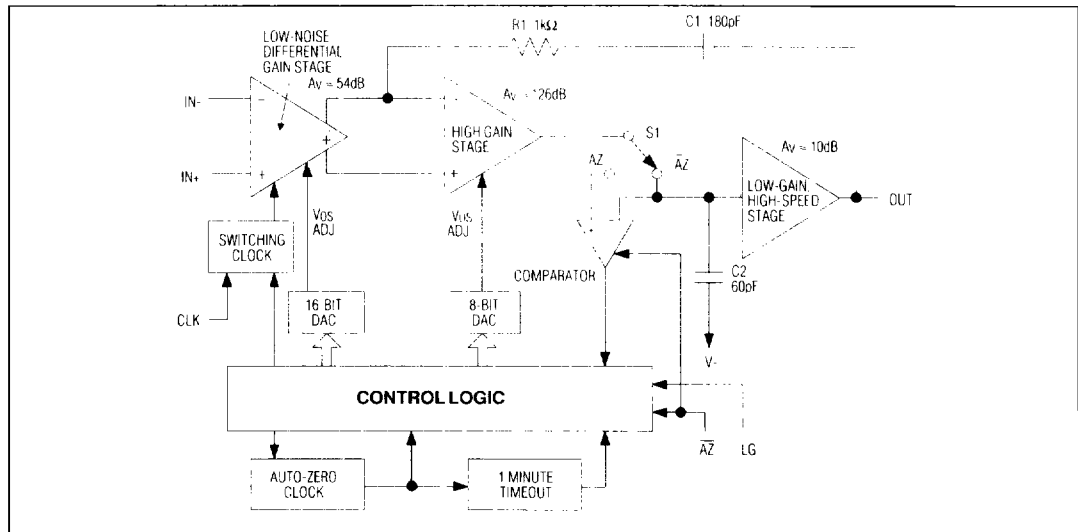 R1 1kΩ
C1 180pF
LOW-NOISE
DIFFERENTIAL
GAIN STAGE
AV = 54dB
IN-
-
+
+
IN+
AV = 126dB
-
HIGH GAIN
STAGE
+
S1
AZ
A̅Z̅
AV = 10dB
LOW-GAIN,
HIGH-SPEED
STAGE
OUT
VOS
ADJ
VOS
ADJ
SWITCHING
CLOCK
COMPARATOR
C2
60pF
CLK
16 BIT
DAC
8-BIT
DAC
V-
CONTROL LOGIC
A̅Z̅
LG
AUTO-ZERO
CLOCK
1 MINUTE
TIMEOUT